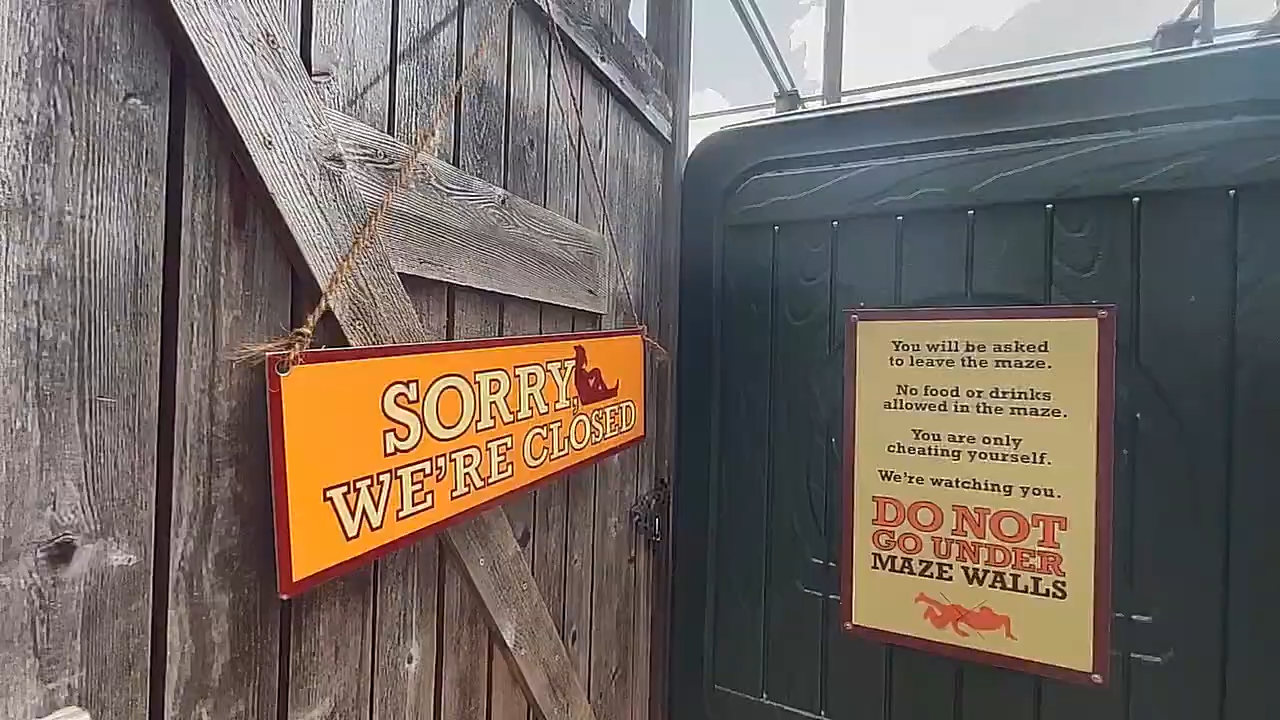 SORRY,
WE'RE CLOSED
You will be asked
to leave the maze.
No food or drinks
allowed in the maze.
You are only
cheating yourself.
We're watching you.
DO NOT
GO UNDER
MAZE WALLS